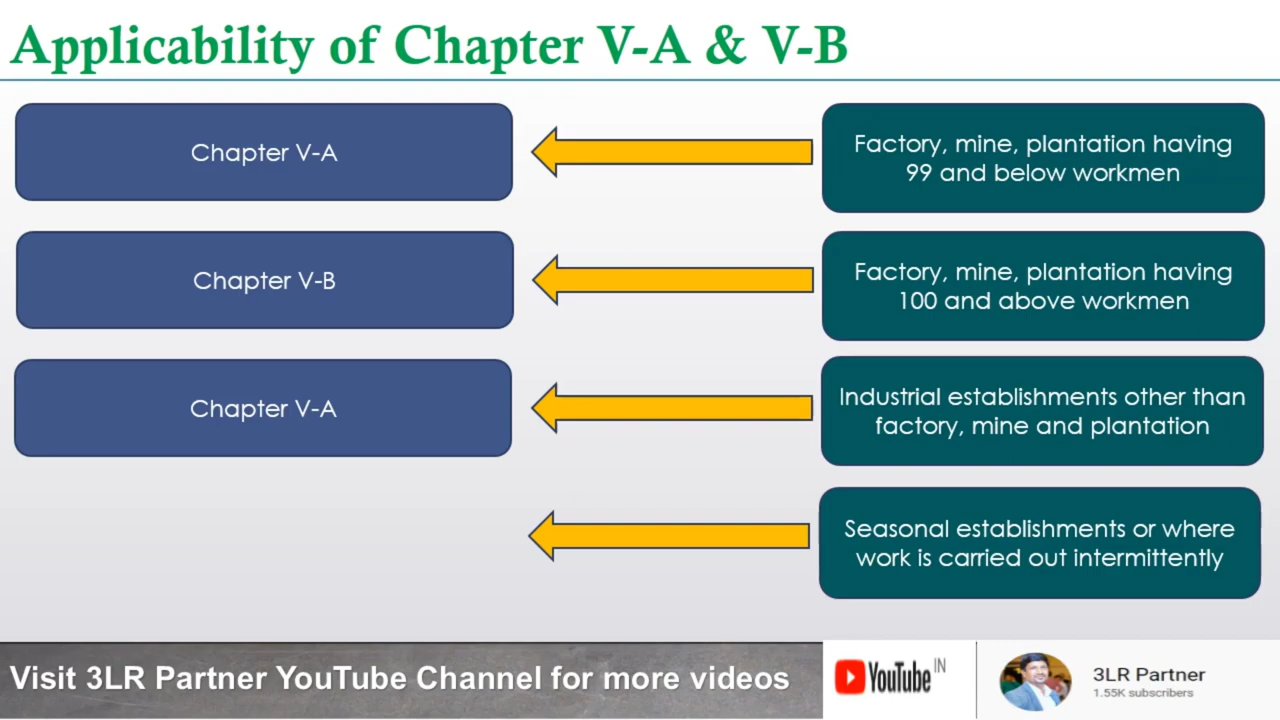 Applicability of Chapter V-A & V-B
Chapter V-A
Factory, mine, plantation having
99 and below workmen
Chapter V-B
Factory, mine, plantation having
100 and above workmen
Chapter V-A
Industrial establishments other than
factory, mine and plantation
Seasonal establishments or where
work is carried out intermittently
Visit 3LR Partner YouTube Channel for more videos
YouTube IN
3LR Partner
1.55K subscribers